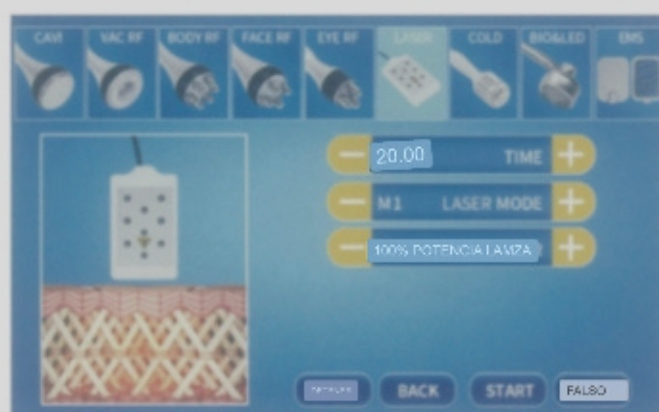 CAVI VAC RF BODY RF FACE RF EYE RF LASER COLD BIO&LED EMS
20.00 TIME
M1 LASER MODE
100% POTENCIA LAMZA
BACK START FALSO